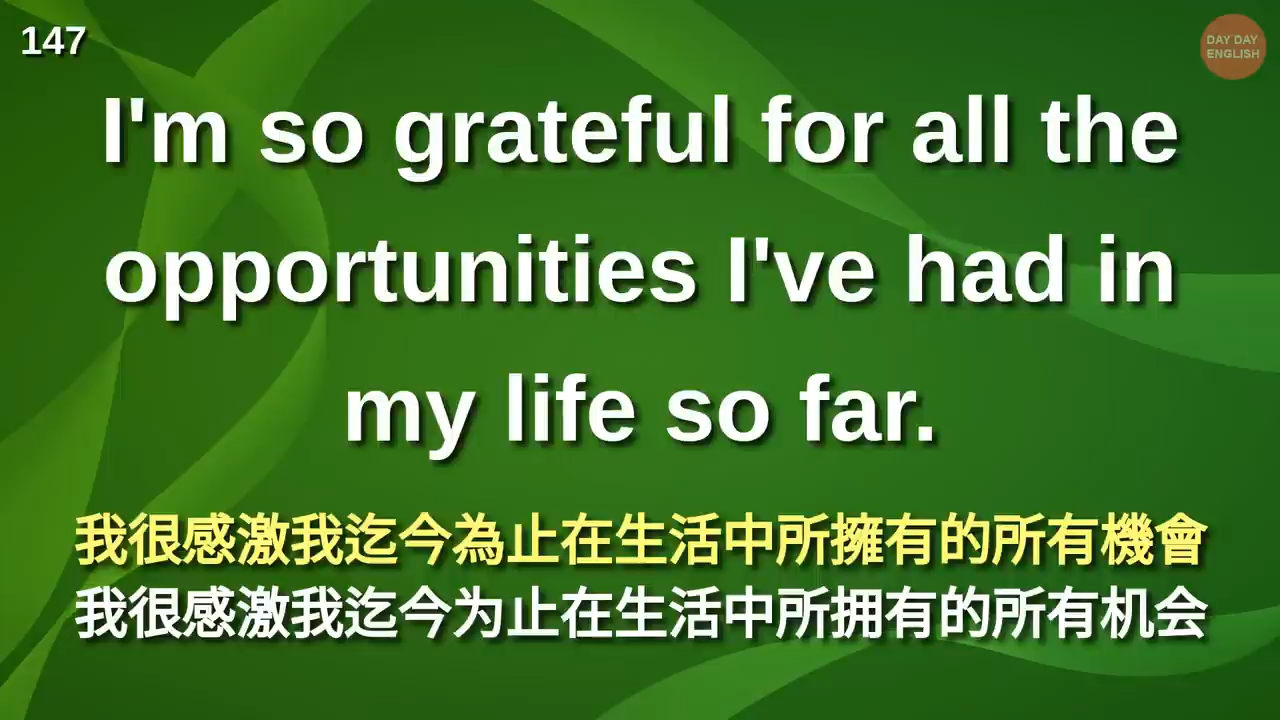 147
DAY DAY
ENGLISH
I'm so grateful for all the
opportunities I've had in
my life so far.
我很感激我迄今為止在生活中所擁有的所有機會
我很感激我迄今为止在生活中所拥有的所有机会